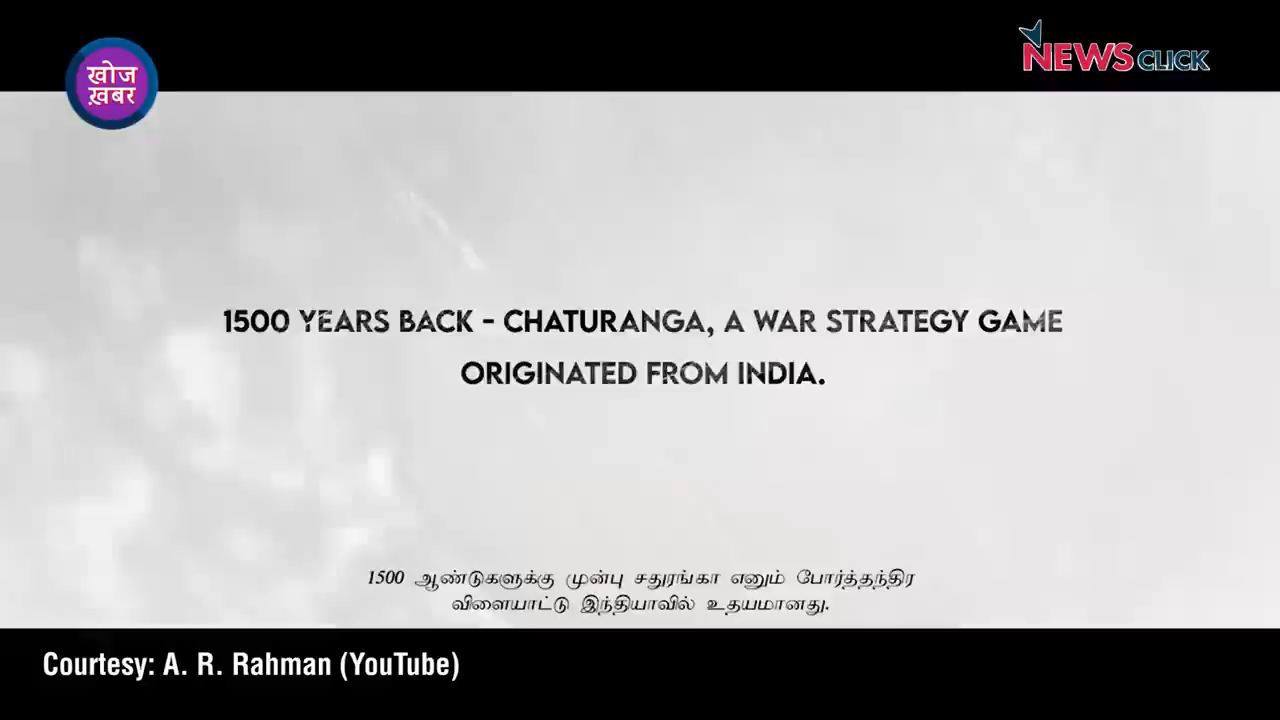 खोज
ख़बर
NEWSCLICK
1500 YEARS BACK - CHATURANGA, A WAR STRATEGY GAME
ORIGINATED FROM INDIA.
1500 ஆண்டுகளுக்கு முன்பு சதுரங்கா எனும் போர்த்தந்திர
விளையாட்டு இந்தியாவில் உதயமானது.
Courtesy: A. R. Rahman (YouTube)